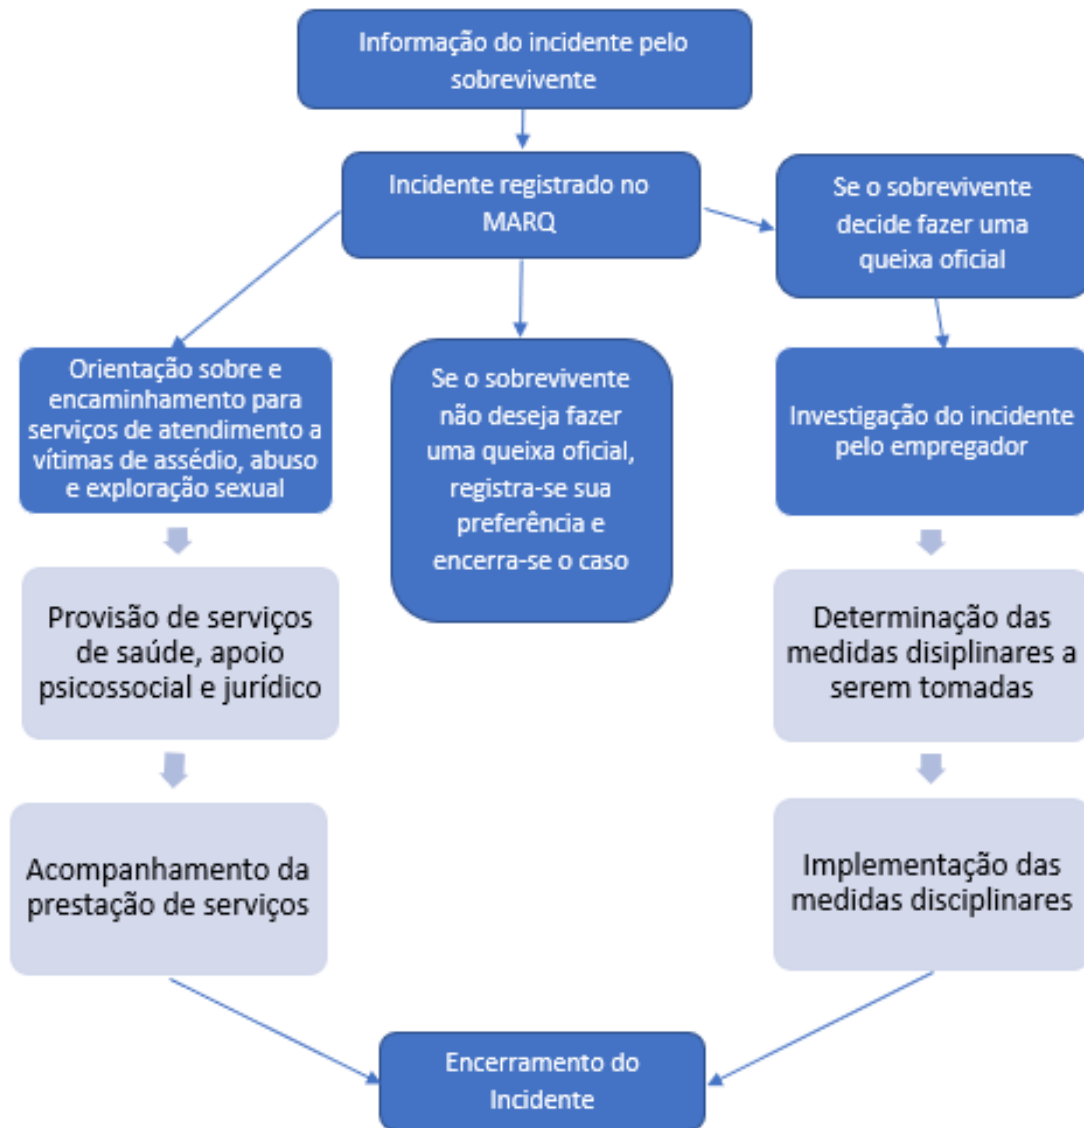 Informação do incidente pelo
sobrevivente
Incidente registrado no
MARQ
Se o sobrevivente
decide fazer uma
queixa oficial
Orientação sobre e
encaminhamento para
serviços de atendimento a
vítimas de assédio, abuso
e exploração sexual
Se o sobrevivente
não deseja fazer
uma queixa oficial,
registra-se sua
preferência e
encerra-se o caso
Investigação do incidente
pelo empregador
Provisão de serviços
de saúde, apoio
psicossocial e jurídico
Determinação das
medidas disiplinares a
serem tomadas
Acompanhamento da
prestação de serviços
Implementação das
medidas disciplinares
Encerramento do
Incidente